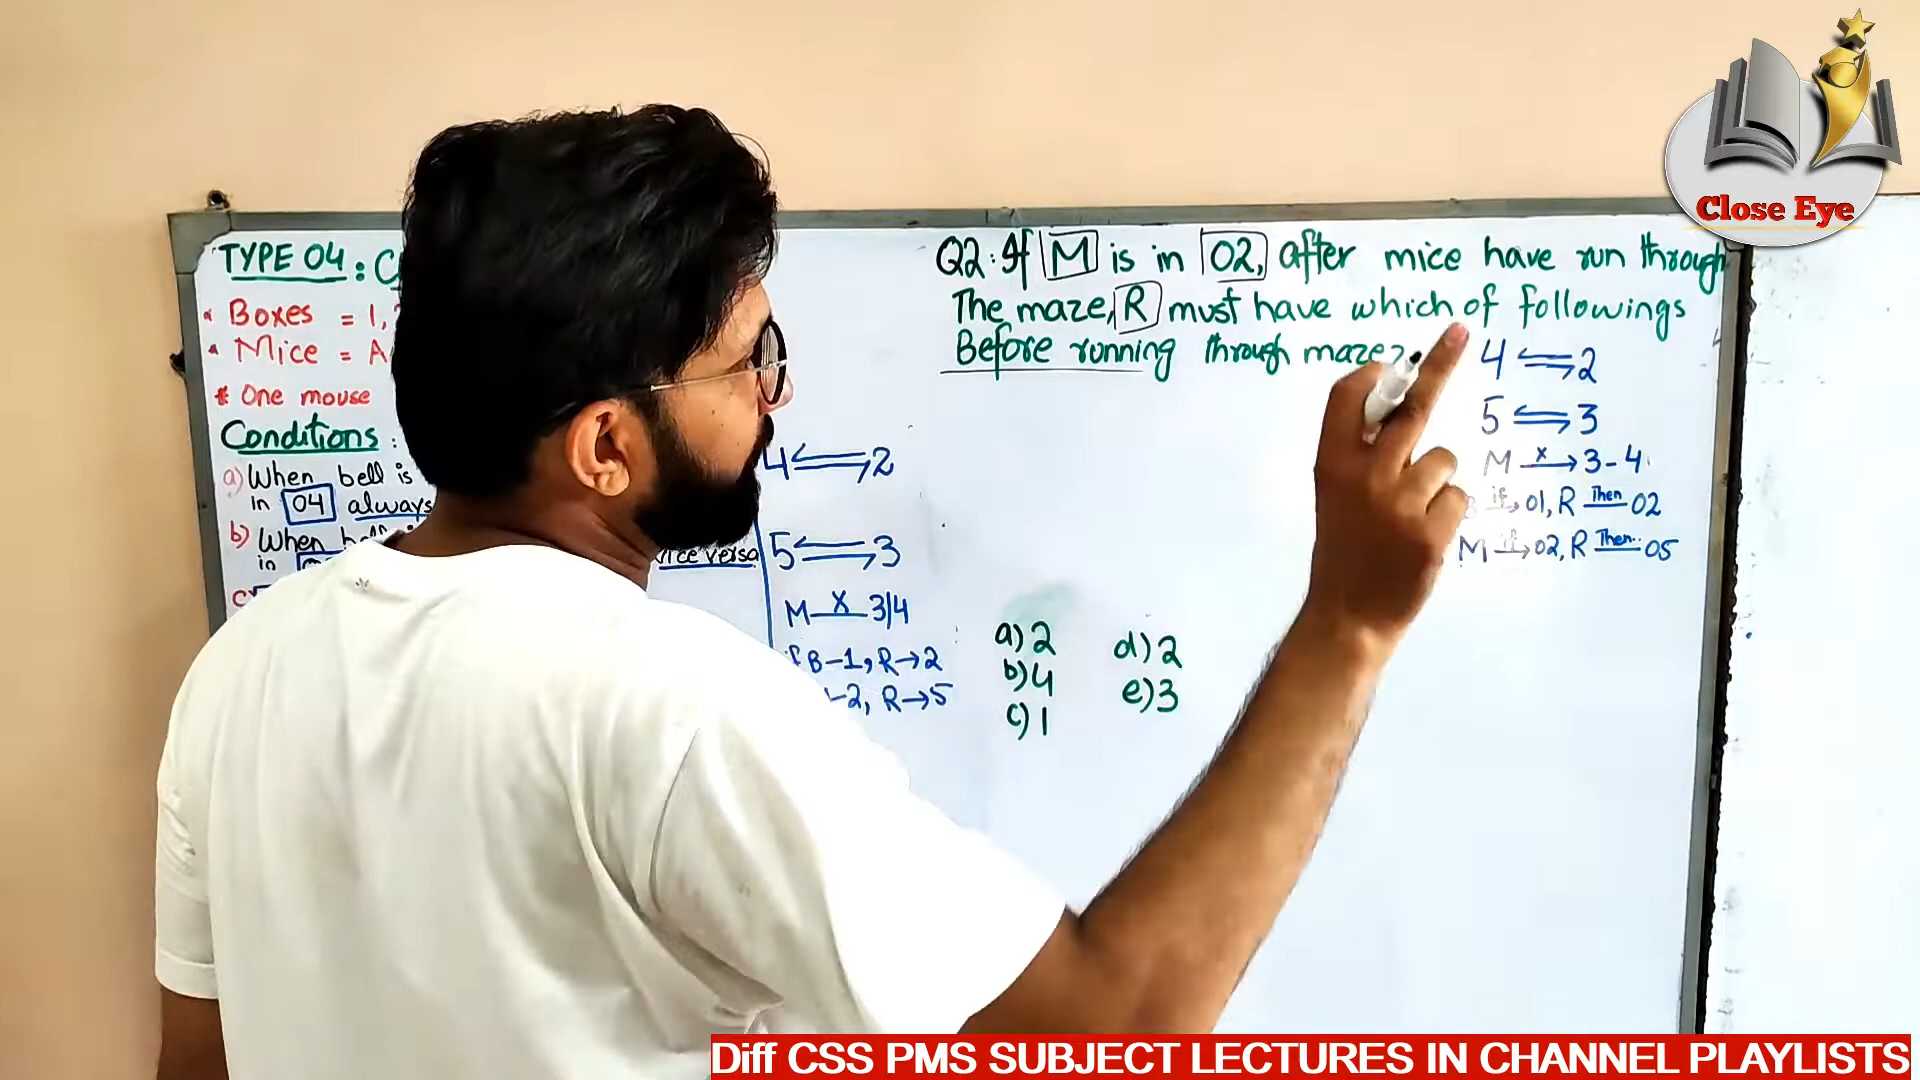 Close Eye
TYPE 04:
* Boxes = 1,
* Mice = A
* One mouse
Conditions :
a) When bell is
in 04 always
b) When bell
in
c)
vice versa
4 ⇌ 2
5 ⇌ 3
M X 3/4
if B-1, R→2
-2, R→5
Q2: If M is in 02, after mice have run through
The maze, R must have which of followings
Before running through maze?
a) 2
b) 4
c) 1
d) 2
e) 3
4 ⇌ 2
5 ⇌ 3
M X→ 3-4
if→ 01, R Then 02
M if→ 02, R Then 05
Diff CSS PMS SUBJECT LECTURES IN CHANNEL PLAYLISTS